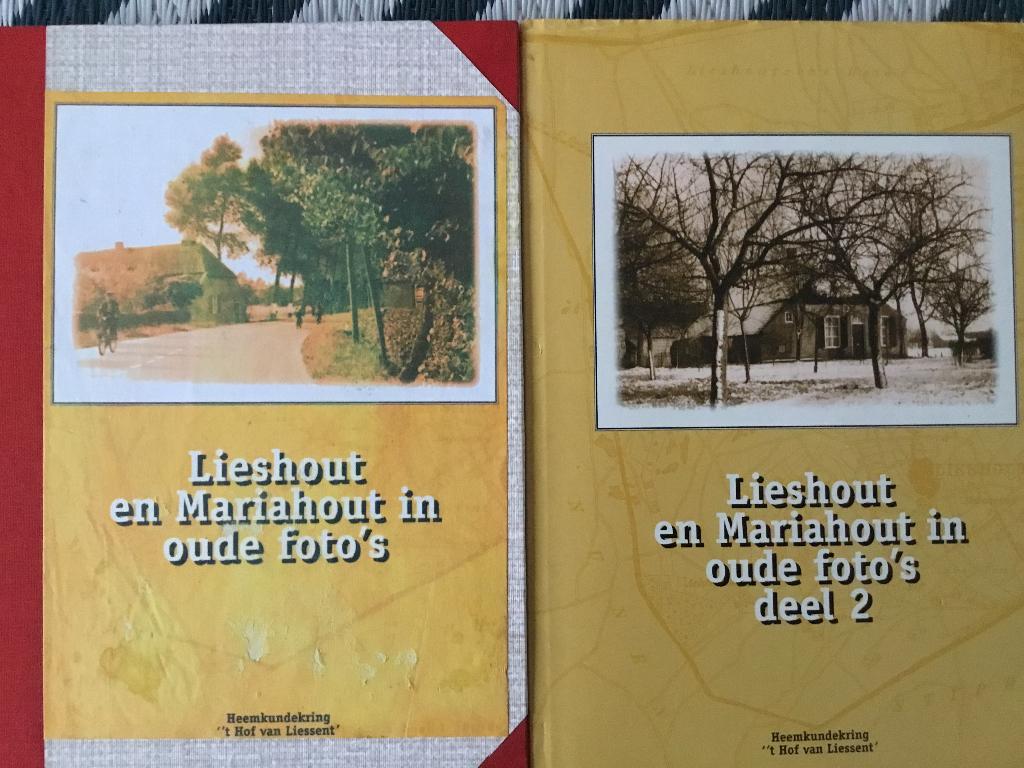 Lieshout
en Mariahout in
oude foto's
Heemkundekring
''t Hof van Liessent'
Lieshout
en Mariahout in
oude foto's
deel 2
Heemkundekring
''t Hof van Liessent'